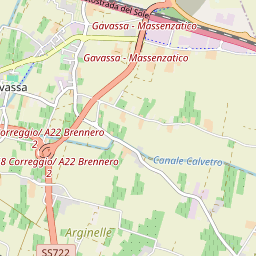 Autostrada del Sole
Gavassa - Massenzatico
Gavassa - Massenzatico
vassa
Correggio/ A22 Brennero
2
8 Correggio/ A22 Brennero
2
Canale Calvetro
Arginelle
SS722